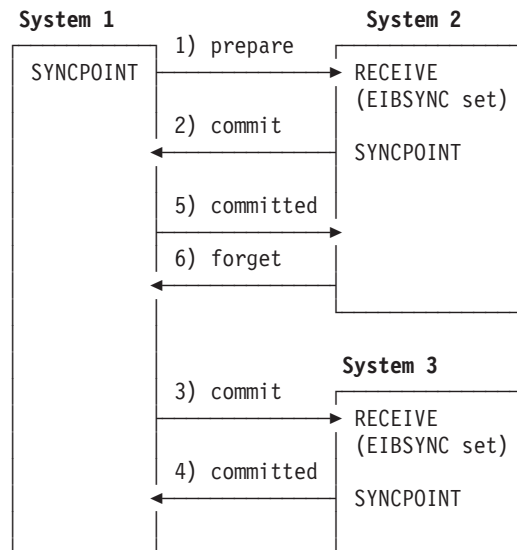 System 1
System 2
1) prepare
SYNCPOINT
RECEIVE
(EIBSYNC set)
2) commit
SYNCPOINT
5) committed
6) forget
System 3
3) commit
RECEIVE
(EIBSYNC set)
4) committed
SYNCPOINT